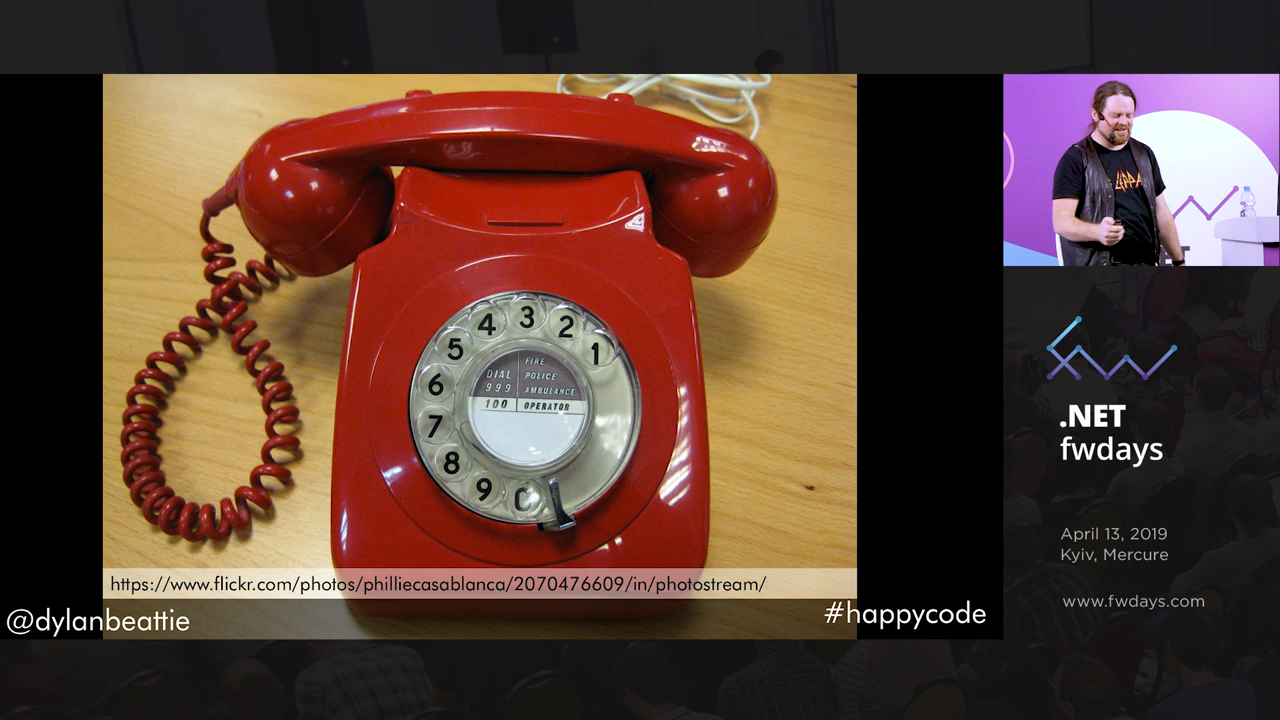 4 3 2 1
5
6
7
8
9 0
FIRE
DIAL POLICE
999 AMBULANCE
100 OPERATOR
https://www.flickr.com/photos/philliecasablanca/2070476609/in/photostream/
@dylanbeattie
#happycode
.NET
fwdays
April 13, 2019
Kyiv, Mercure
www.fwdays.com